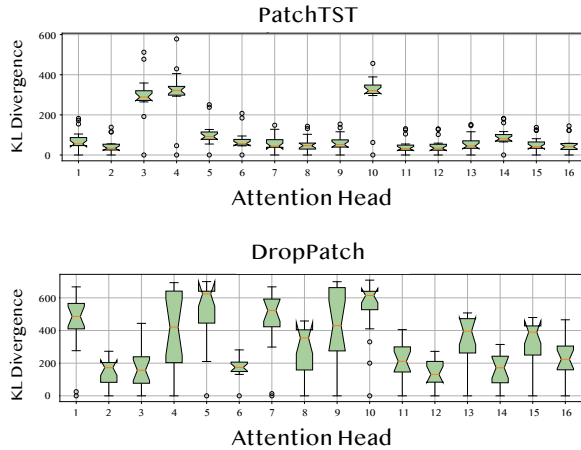 PatchTST
KL Divergence
600
400
200
0
1 2 3 4 5 6 7 8 9 10 11 12 13 14 15 16
Attention Head
DropPatch
KL Divergence
600
400
200
0
1 2 3 4 5 6 7 8 9 10 11 12 13 14 15 16
Attention Head